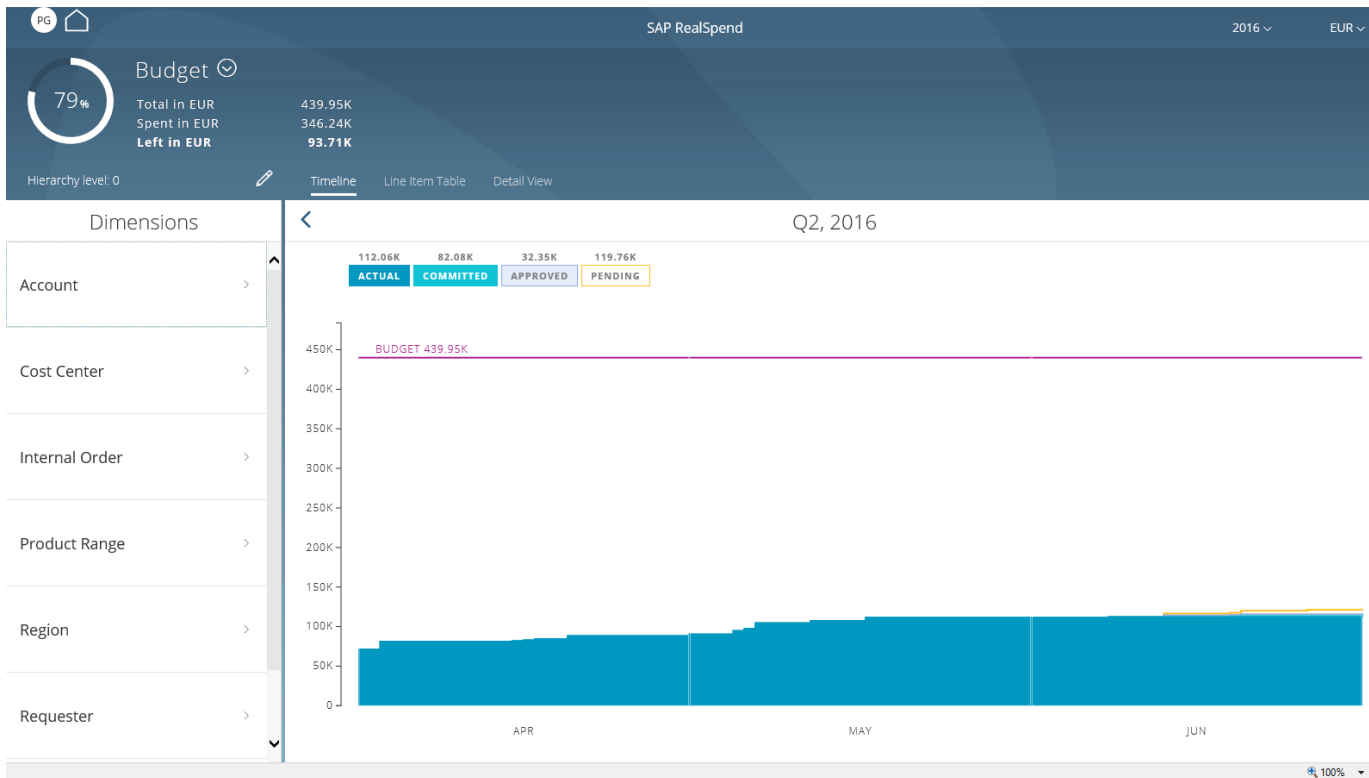 PG
SAP RealSpend
2016
EUR
79%
Budget
Total in EUR 439.95K
Spent in EUR 346.24K
Left in EUR 93.71K
Hierarchy level: 0
Timeline Line Item Table Detail View
Dimensions
Account
Cost Center
Internal Order
Product Range
Region
Requester
Q2, 2016
112.06K 82.08K 32.35K 119.76K
ACTUAL COMMITTED APPROVED PENDING
BUDGET 439.95K
450K
400K
350K
300K
250K
200K
150K
100K
50K
0
APR MAY JUN
100%